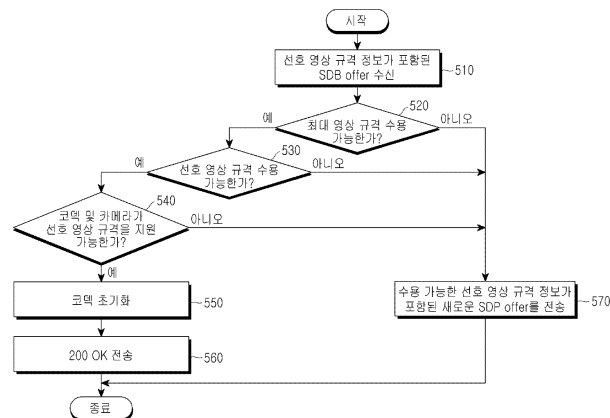 시작
선호 영상 규격 정보가 포함된
SDB offer 수신
510
520
예
최대 영상 규격 수용
가능한가?
아니오
530
예
선호 영상 규격 수용
가능한가?
아니오
540
코덱 및 카메라가
선호 영상 규격을 지원
가능한가?
아니오
예
코덱 초기화
550
수용 가능한 선호 영상 규격 정보가
포함된 새로운 SDP offer를 전송
570
200 OK 전송
560
종료